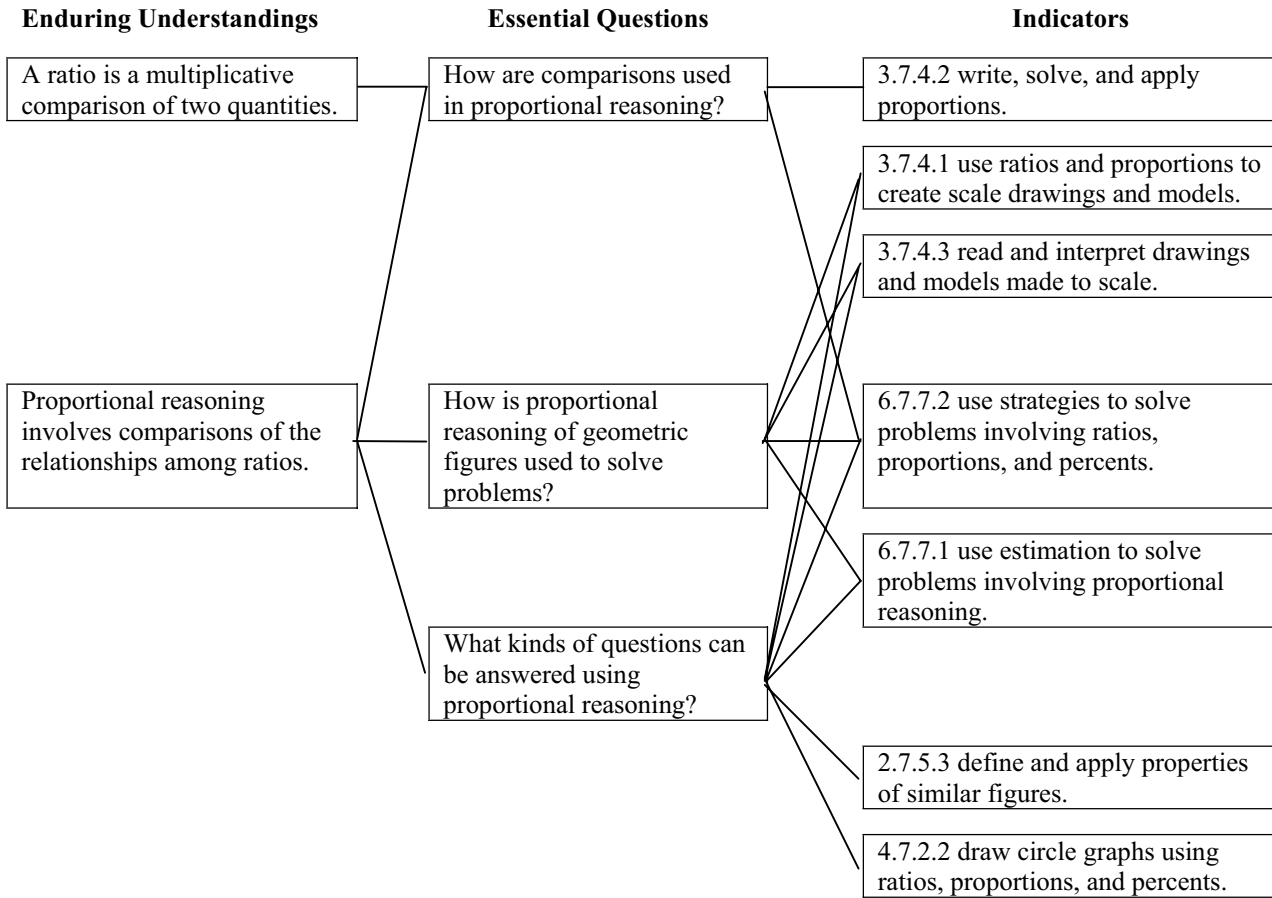 Enduring Understandings
Essential Questions
Indicators
A ratio is a multiplicative
comparison of two quantities.
How are comparisons used
in proportional reasoning?
3.7.4.2 write, solve, and apply
proportions.
3.7.4.1 use ratios and proportions to
create scale drawings and models.
3.7.4.3 read and interpret drawings
and models made to scale.
Proportional reasoning
involves comparisons of the
relationships among ratios.
How is proportional
reasoning of geometric
figures used to solve
problems?
6.7.7.2 use strategies to solve
problems involving ratios,
proportions, and percents.
6.7.7.1 use estimation to solve
problems involving proportional
reasoning.
What kinds of questions can
be answered using
proportional reasoning?
2.7.5.3 define and apply properties
of similar figures.
4.7.2.2 draw circle graphs using
ratios, proportions, and percents.